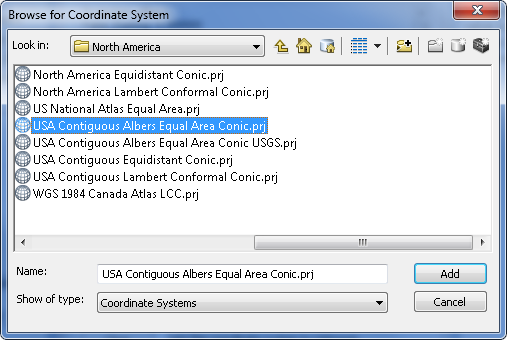 Browse for Coordinate System
Look in: North America
North America Equidistant Conic.prj
North America Lambert Conformal Conic.prj
US National Atlas Equal Area.prj
USA Contiguous Albers Equal Area Conic.prj
USA Contiguous Albers Equal Area Conic USGS.prj
USA Contiguous Equidistant Conic.prj
USA Contiguous Lambert Conformal Conic.prj
WGS 1984 Canada Atlas LCC.prj
Name: USA Contiguous Albers Equal Area Conic.prj Add
Show of type: Coordinate Systems Cancel